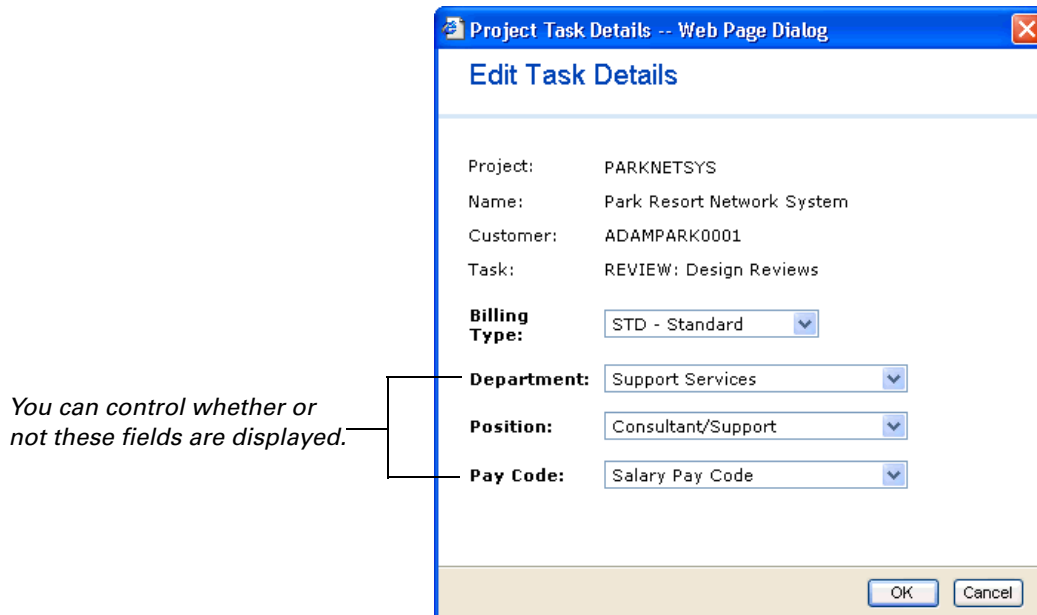 Project Task Details -- Web Page Dialog
Edit Task Details
Project: PARKNETSYS
Name: Park Resort Network System
Customer: ADAMPARK0001
Task: REVIEW: Design Reviews
Billing
Type: STD - Standard
Department: Support Services
Position: Consultant/Support
Pay Code: Salary Pay Code
You can control whether or
not these fields are displayed.
OK Cancel